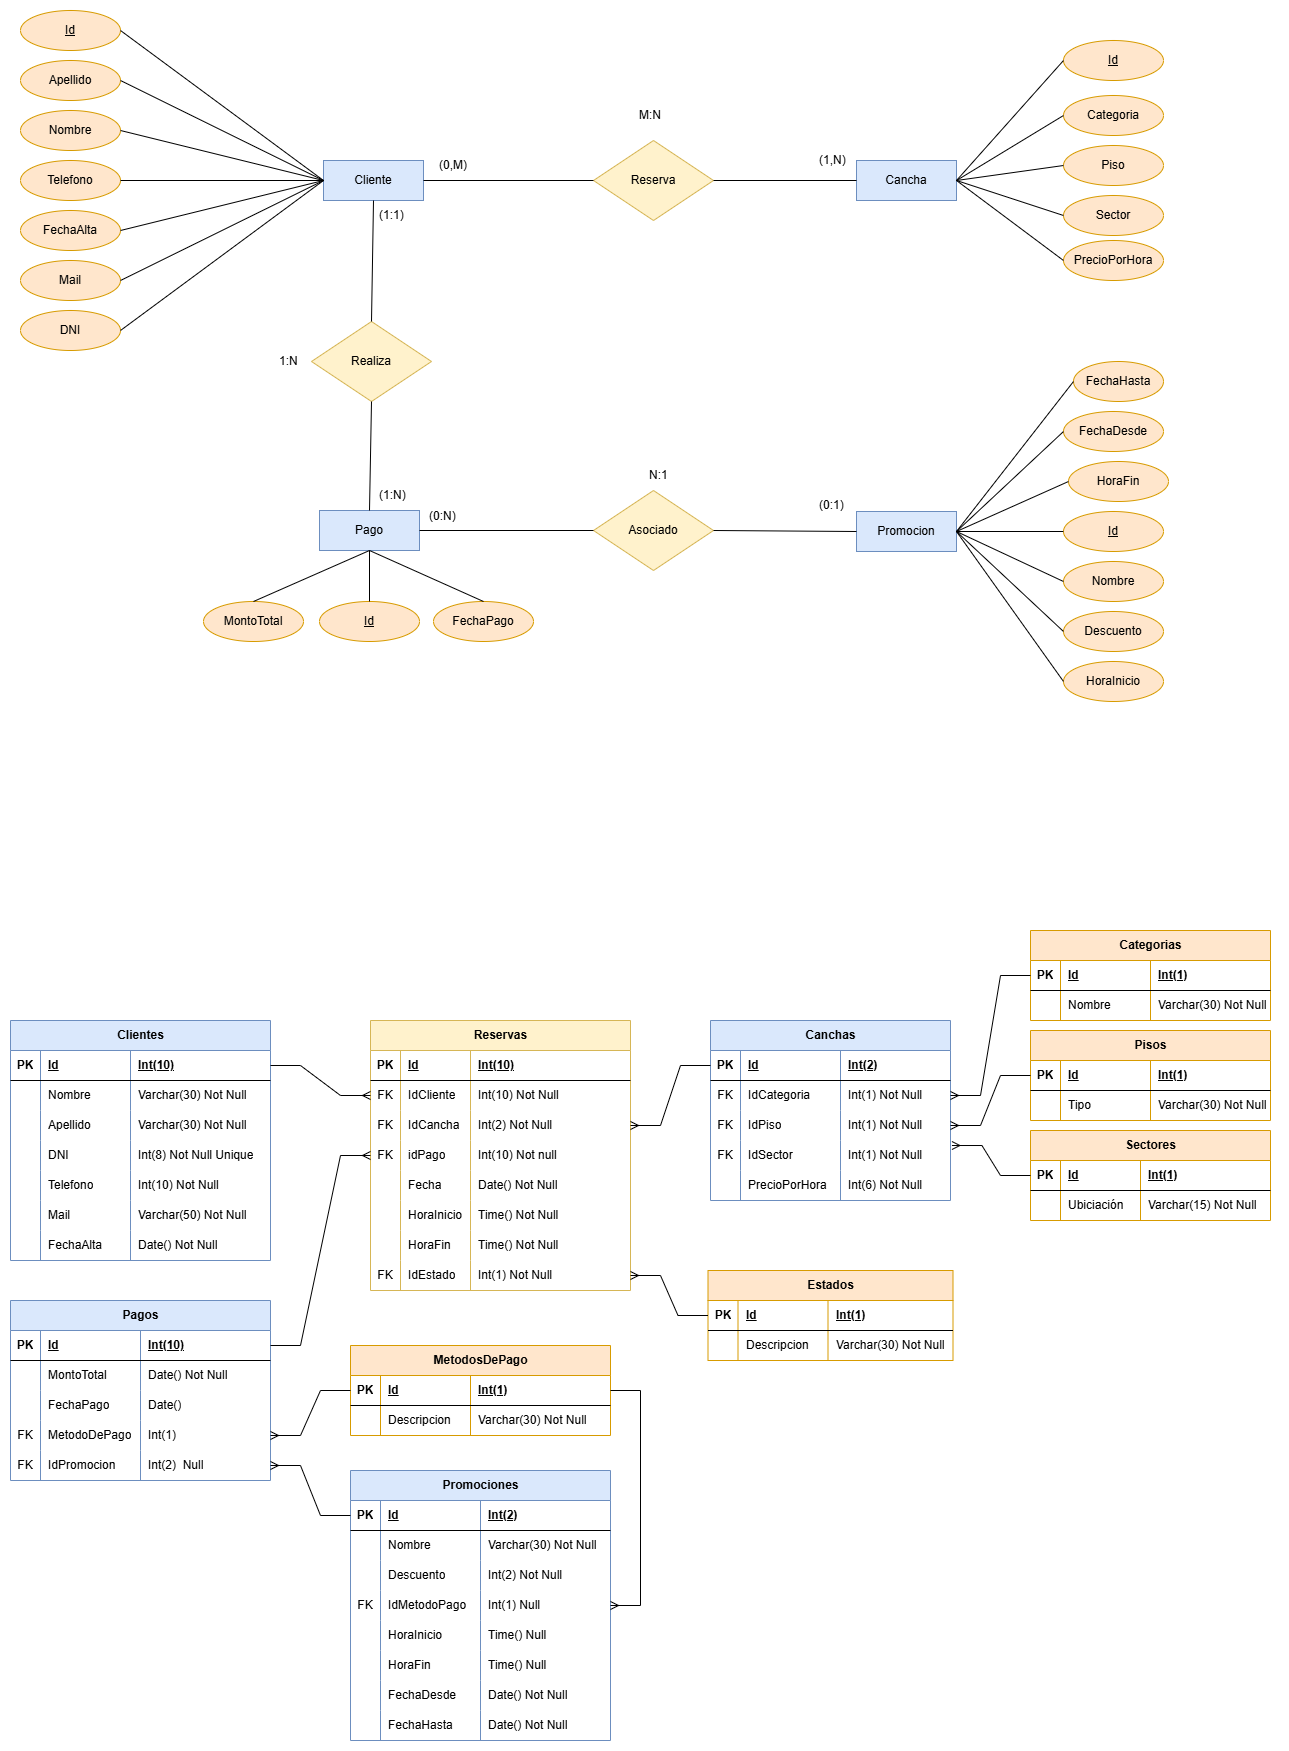 Id
Apellido
Nombre
Telefono
FechaAlta
Mail
DNI
Cliente
(0,M)
(1:1)
M:N
Reserva
(1,N)
Cancha
Id
Categoria
Piso
Sector
PrecioPorHora
1:N
Realiza
(1:N)
Pago
(0:N)
MontoTotal
Id
FechaPago
N:1
Asociado
(0:1)
Promocion
FechaHasta
FechaDesde
HoraFin
Id
Nombre
Descuento
HoraInicio
Clientes
PK Id Int(10)
Nombre Varchar(30) Not Null
Apellido Varchar(30) Not Null
DNI Int(8) Not Null Unique
Telefono Int(10) Not Null
Mail Varchar(50) Not Null
FechaAlta Date() Not Null
Reservas
PK Id Int(10)
FK IdCliente Int(10) Not Null
FK IdCancha Int(2) Not Null
FK idPago Int(10) Not null
Fecha Date() Not Null
HoraInicio Time() Not Null
HoraFin Time() Not Null
FK IdEstado Int(1) Not Null
Canchas
PK Id Int(2)
FK IdCategoria Int(1) Not Null
FK IdPiso Int(1) Not Null
FK IdSector Int(1) Not Null
PrecioPorHora Int(6) Not Null
Categorias
PK Id Int(1)
Nombre Varchar(30) Not Null
Pisos
PK Id Int(1)
Tipo Varchar(30) Not Null
Sectores
PK Id Int(1)
Ubiciación Varchar(15) Not Null
Estados
PK Id Int(1)
Descripcion Varchar(30) Not Null
Pagos
PK Id Int(10)
MontoTotal Date() Not Null
FechaPago Date()
FK MetodoDePago Int(1)
FK IdPromocion Int(2) Null
MetodosDePago
PK Id Int(1)
Descripcion Varchar(30) Not Null
Promociones
PK Id Int(2)
Nombre Varchar(30) Not Null
Descuento Int(2) Not Null
FK IdMetodoPago Int(1) Null
HoraInicio Time() Null
HoraFin Time() Null
FechaDesde Date() Not Null
FechaHasta Date() Not Null